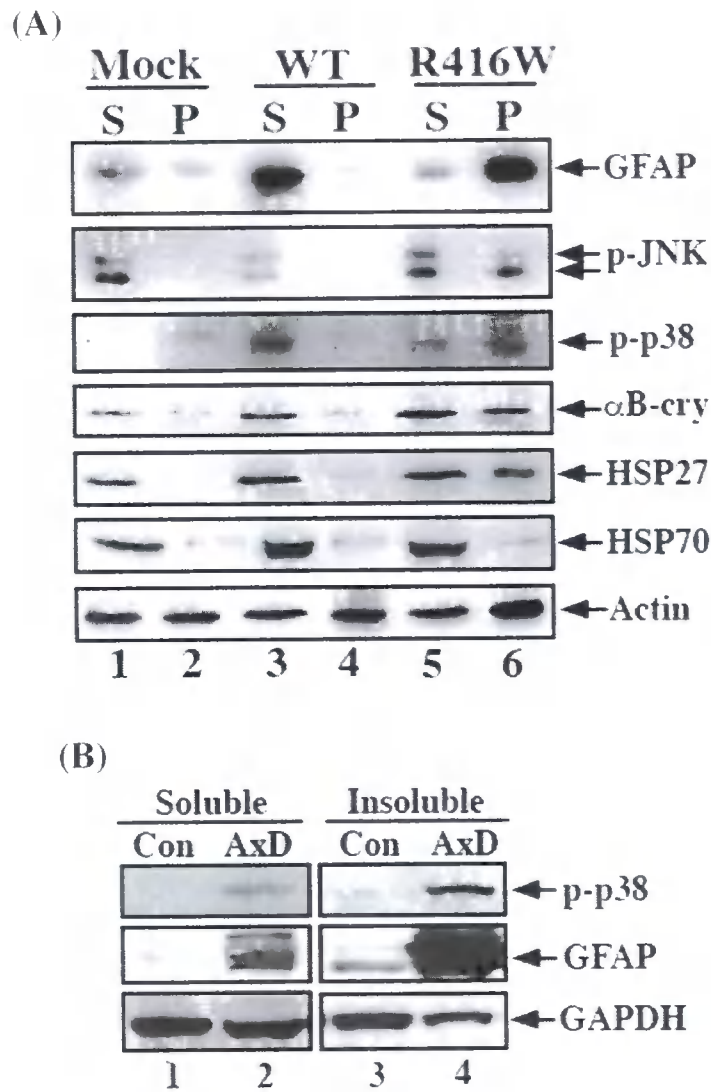 (A)
Mock WT R416W
S P S P S P
GFAP
p-JNK
p-p38
αB-cry
HSP27
HSP70
Actin
1 2 3 4 5 6
(B)
Soluble Insoluble
Con AxD Con AxD
p-p38
GFAP
GAPDH
1 2 3 4